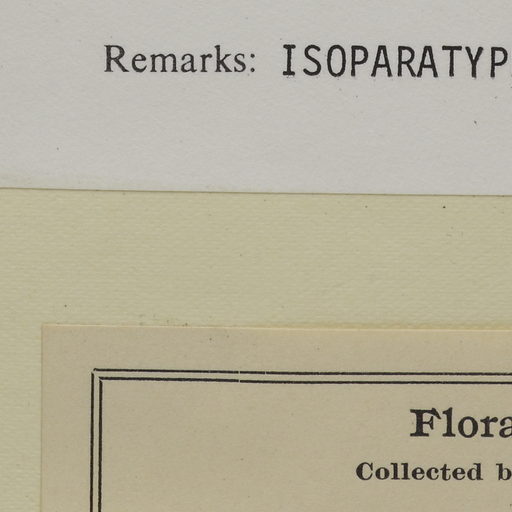 Remarks: ISOPARATYP
Flora
Collected b